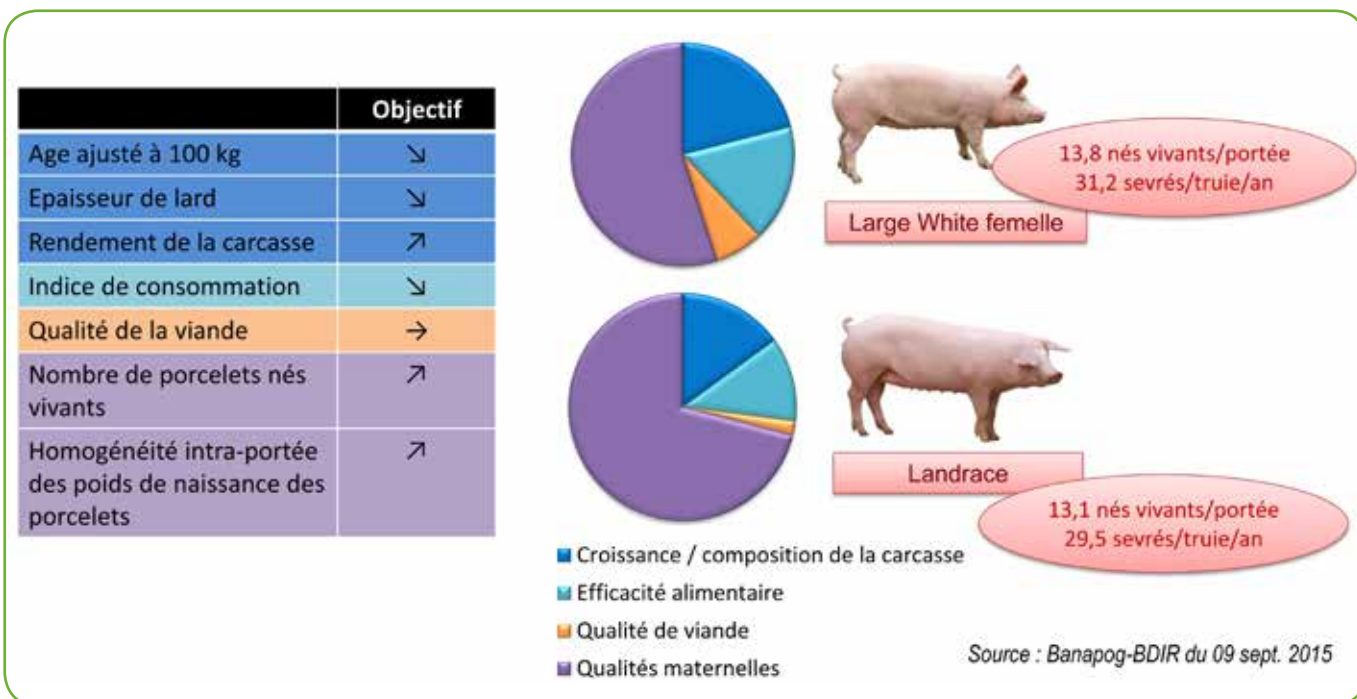 Objectif
Age ajusté à 100 kg ↘
Epaisseur de lard ↘
Rendement de la carcasse ↗
Indice de consommation ↘
Qualité de la viande →
Nombre de porcelets nés ↗
vivants
Homogénéité intra-portée ↗
des poids de naissance des
porcelets
13,8 nés vivants/portée
31,2 sevrés/truie/an
Large White femelle
Landrace
13,1 nés vivants/portée
29,5 sevrés/truie/an
Croissance / composition de la carcasse
Efficacité alimentaire
Qualité de viande
Qualités maternelles
Source : Banapog-BDIR du 09 sept. 2015